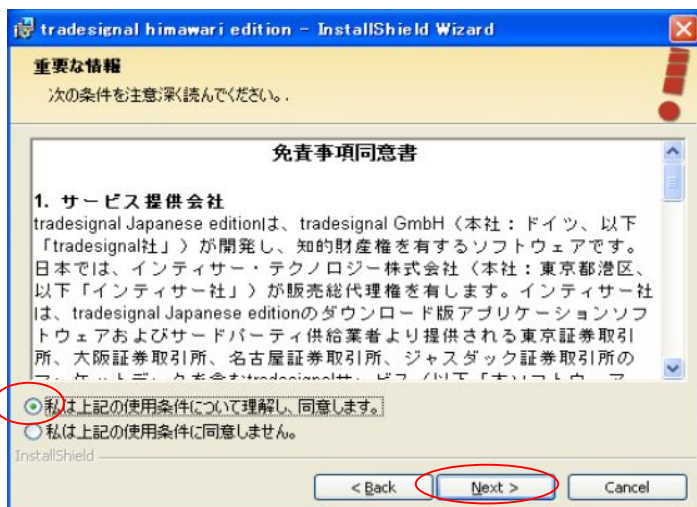 tradesignal himawari edition - InstallShield Wizard
重要な情報
次の条件を注意深く読んでください。.
免責事項同意書
1. サービス提供会社
tradesignal Japanese editionは、tradesignal GmbH（本社：ドイツ、以下
「tradesignal社」）が開発し、知的財産権を有するソフトウェアです。
日本では、インティサー・テクノロジー株式会社（本社：東京都港区、
以下「インティサー社」）が販売総代理権を有します。インティサー社
は、tradesignal Japanese editionのダウンロード版アプリケーションソフ
トウェアおよびサードパーティ供給業者より提供される東京証券取引
所、大阪証券取引所、名古屋証券取引所、ジャスダック証券取引所の
私は上記の使用条件について理解し、同意します。
私は上記の使用条件に同意しません。
InstallShield
< Back
Next >
Cancel